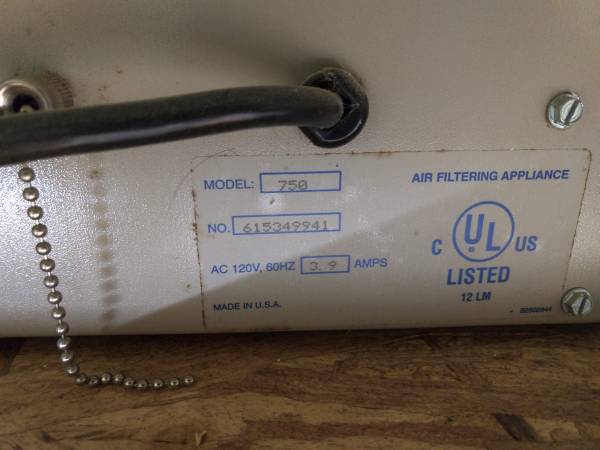 MODEL: 750
AIR FILTERING APPLIANCE
NO. 615349941
C UL US
LISTED
12 LM
AC 120V, 60HZ 3.9 AMPS
MADE IN U.S.A.